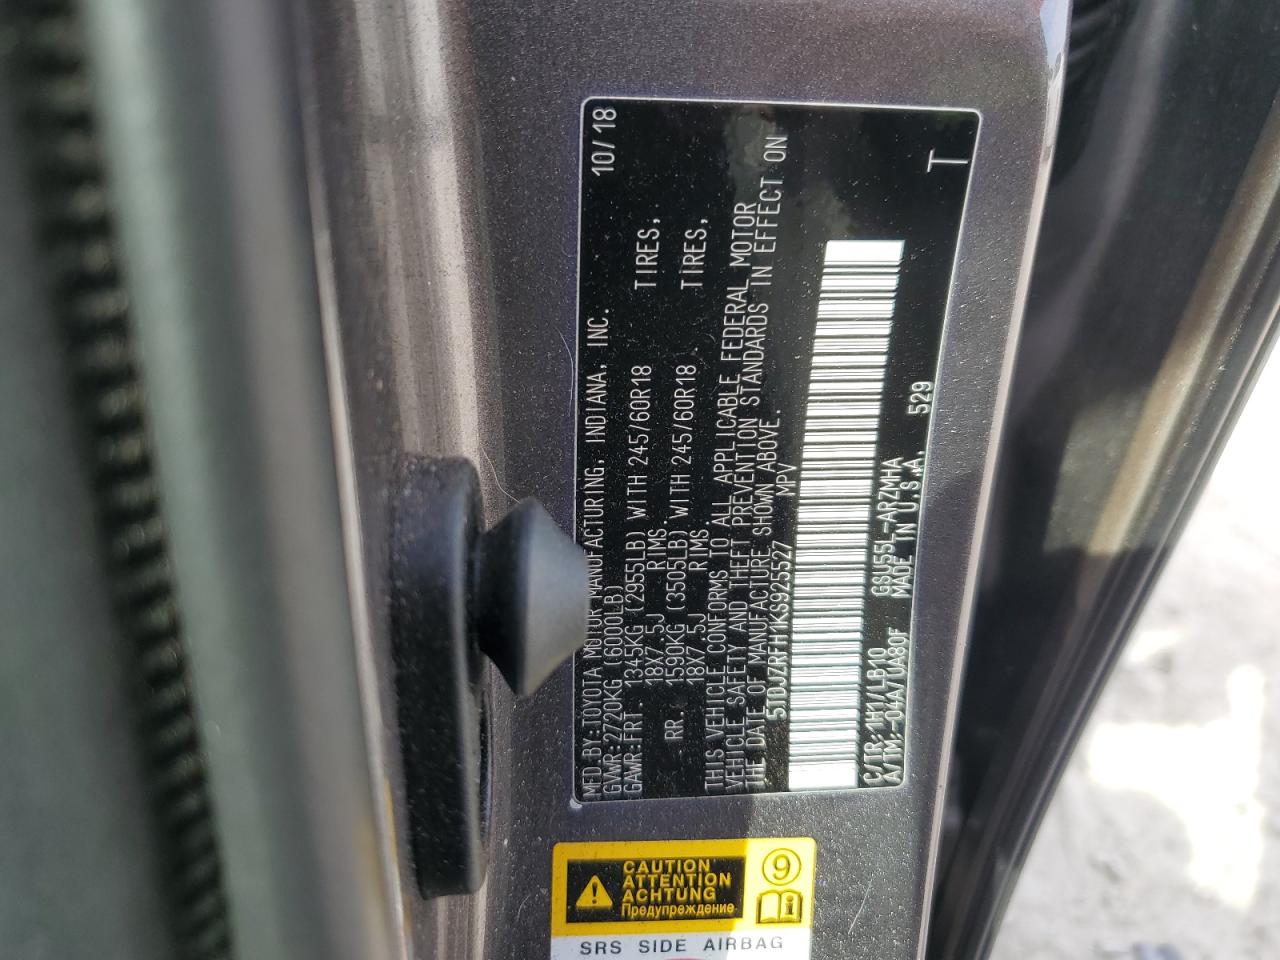 MFD.BY:TOYOTA MOTOR MANUFACTURING, INDIANA, INC. 10/18
GVWR:2720KG (6000LB)
GAWR:FRT. 1345KG (2955LB) WITH 245/60R18 TIRES,
18X7.5J RIMS.
RR. 1590KG (3505LB) WITH 245/60R18 TIRES,
18X7.5J RIMS.
THIS VEHICLE CONFORMS TO ALL APPLICABLE FEDERAL MOTOR
VEHICLE SAFETY AND THEFT PREVENTION STANDARDS IN EFFECT ON
THE DATE OF MANUFACTURE SHOWN ABOVE.
5TDJZRFH1KS925527 MPV
C/TR: 1H1/LB10 GSU55L-ARZMHA
A/TM: -04A/UA80F MADE IN U.S.A. 529
T
CAUTION
ATTENTION
ACHTUNG
Предупреждение
9
i
SRS SIDE AIRBAG